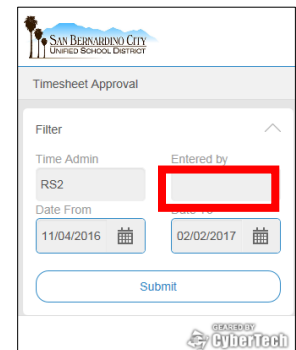 SAN BERNARDINO CITY
UNIFIED SCHOOL DISTRICT
Timesheet Approval
Filter
Time Admin
Entered by
RS2
Date From
Date To
11/04/2016
02/02/2017
Submit
GEARED BY
CyberTech